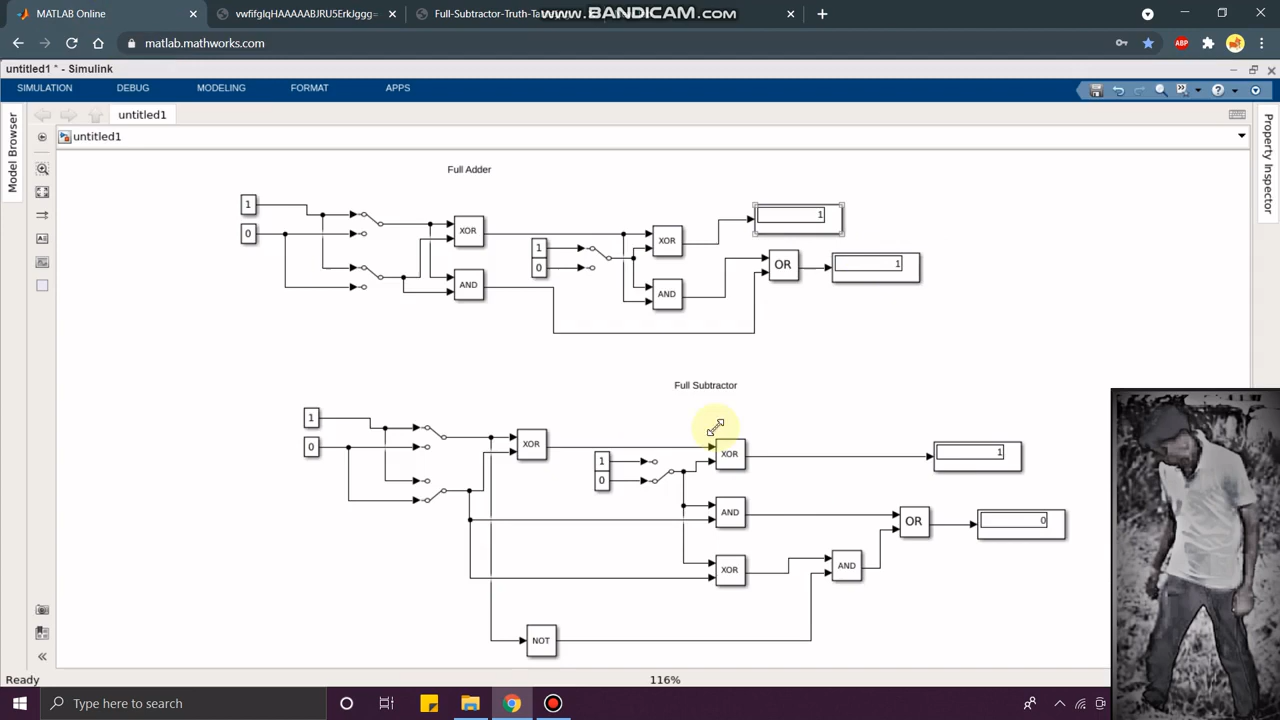 MATLAB Online
vwfifglqHAAAAABJRU5ErkJggg=
Full-Subtractor-Truth-Ta
www.BANDICAM.com
matlab.mathworks.com
ABP
untitled1 * - Simulink
SIMULATION
DEBUG
MODELING
FORMAT
APPS
untitled1
untitled1
Model Browser
Property Inspector
Full Adder
1
0
XOR
AND
1
0
XOR
AND
OR
1
1
Full Subtractor
1
0
XOR
1
0
XOR
AND
XOR
AND
OR
NOT
1
0
Ready
116%
Type here to search